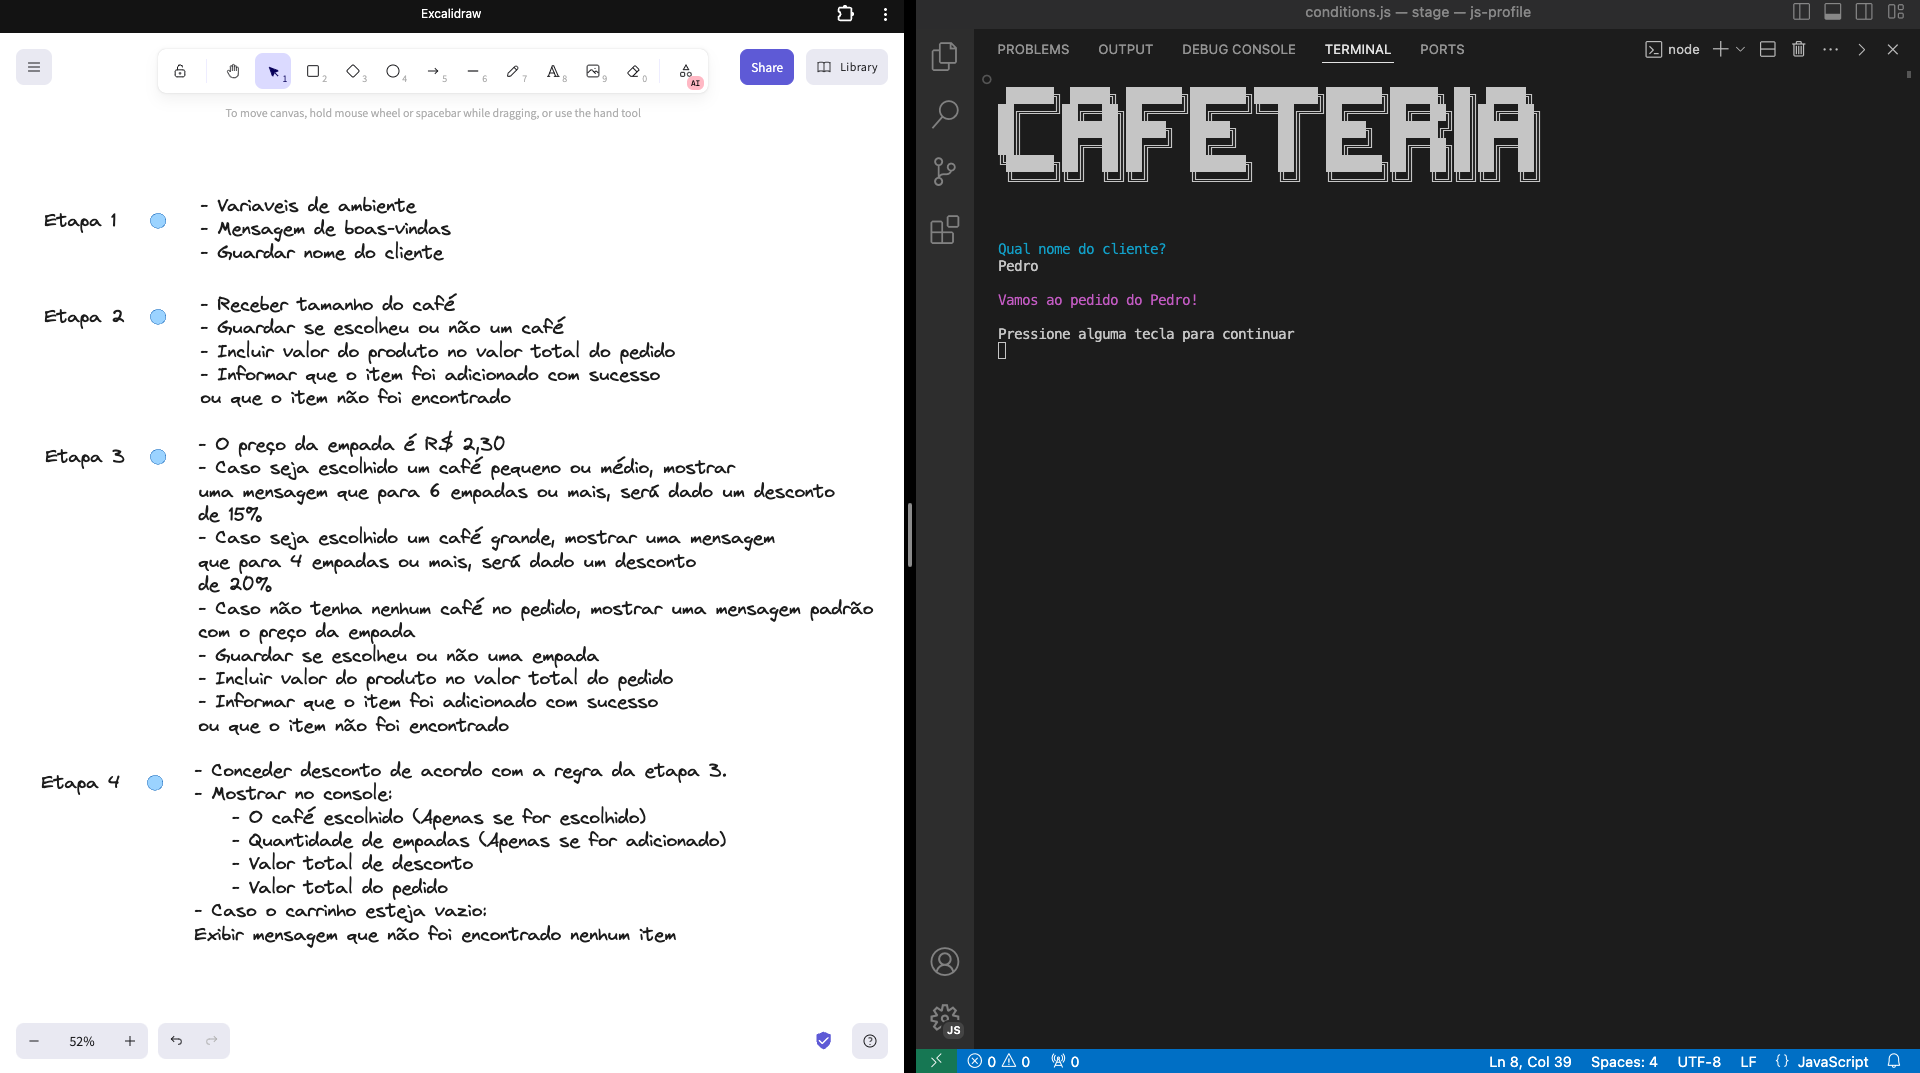 Excalidraw
1
2
3
4
5
6
7
A
8
9
0
AI
Share
Library
To move canvas, hold mouse wheel or spacebar while dragging, or use the hand tool
Etapa 1
- Variaveis de ambiente
- Mensagem de boas-vindas
- Guardar nome do cliente
Etapa 2
- Receber tamanho do café
- Guardar se escolheu ou não um café
- Incluir valor do produto no valor total do pedido
- Informar que o item foi adicionado com sucesso
ou que o item não foi encontrado
Etapa 3
- O preço da empada é R$ 2,30
- Caso seja escolhido um café pequeno ou médio, mostrar
uma mensagem que para 6 empadas ou mais, será dado um desconto
de 15%
- Caso seja escolhido um café grande, mostrar uma mensagem
que para 4 empadas ou mais, será dado um desconto
de 20%
- Caso não tenha nenhum café no pedido, mostrar uma mensagem padrão
com o preço da empada
- Guardar se escolheu ou não uma empada
- Incluir valor do produto no valor total do pedido
- Informar que o item foi adicionado com sucesso
ou que o item não foi encontrado
Etapa 4
- Conceder desconto de acordo com a regra da etapa 3.
- Mostrar no console:
- O café escolhido (Apenas se for escolhido)
- Quantidade de empadas (Apenas se for adicionado)
- Valor total de desconto
- Valor total do pedido
- Caso o carrinho esteja vazio:
Exibir mensagem que não foi encontrado nenhum item
52%
conditions.js — stage — js-profile
PROBLEMS OUTPUT DEBUG CONSOLE TERMINAL PORTS
node
CAFETERIA
Qual nome do cliente?
Pedro
Vamos ao pedido do Pedro!
Pressione alguma tecla para continuar
JS
0 0 0
Ln 8, Col 39 Spaces: 4 UTF-8 LF {} JavaScript